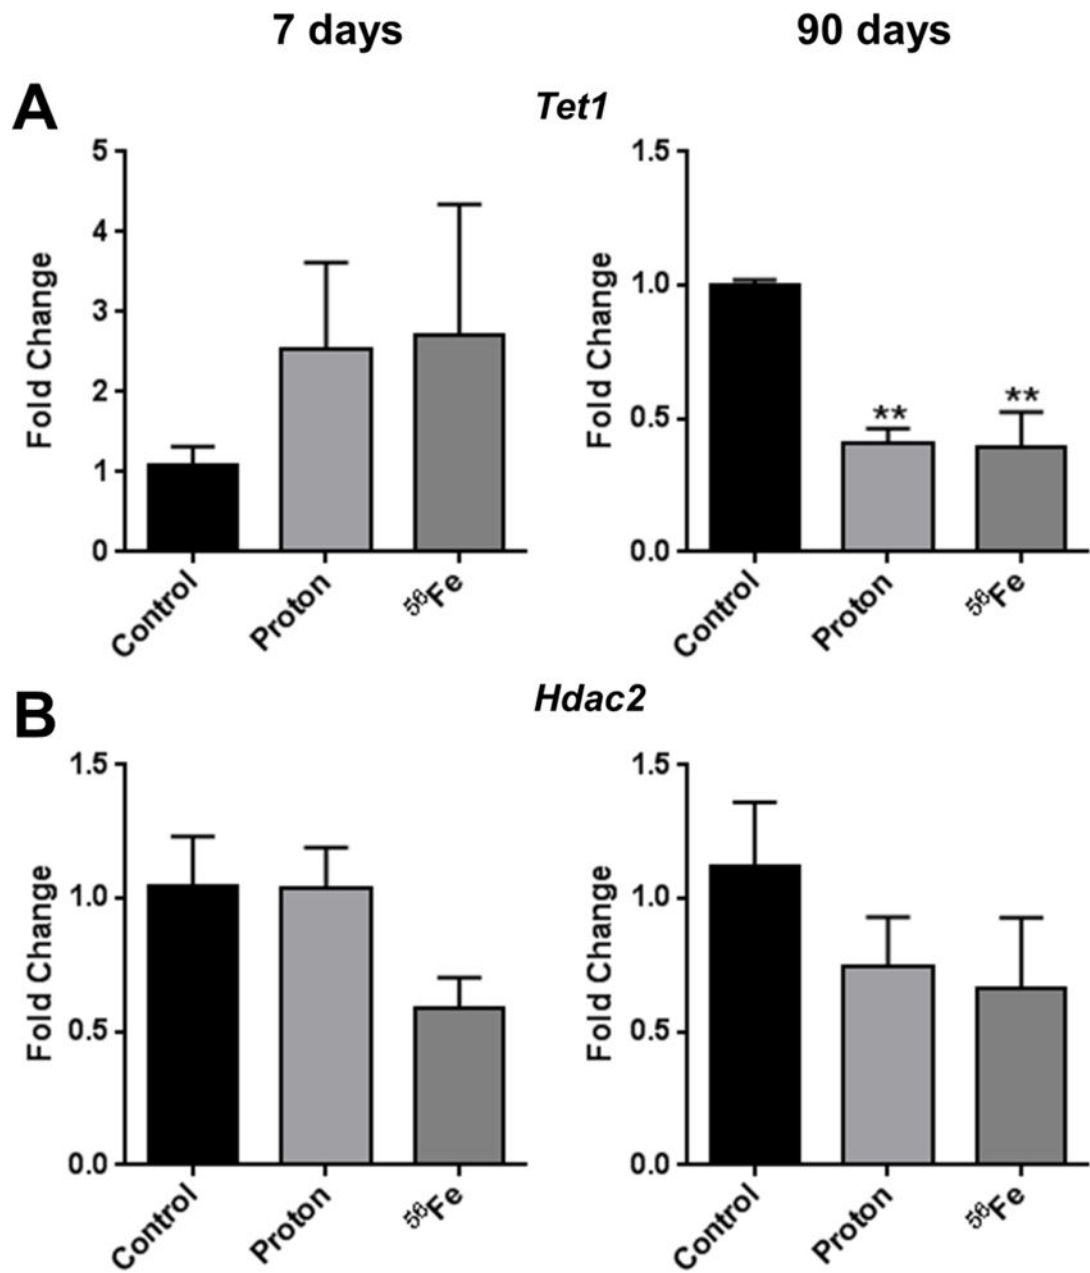 7 days
90 days
A
Tet1
Fold Change
5
4
3
2
1
0
Control
Proton
⁵⁶Fe
Fold Change
1.5
1.0
0.5
0.0
**
**
Control
Proton
⁵⁶Fe
B
Hdac2
Fold Change
1.5
1.0
0.5
0.0
Control
Proton
⁵⁶Fe
Fold Change
1.5
1.0
0.5
0.0
Control
Proton
⁵⁶Fe